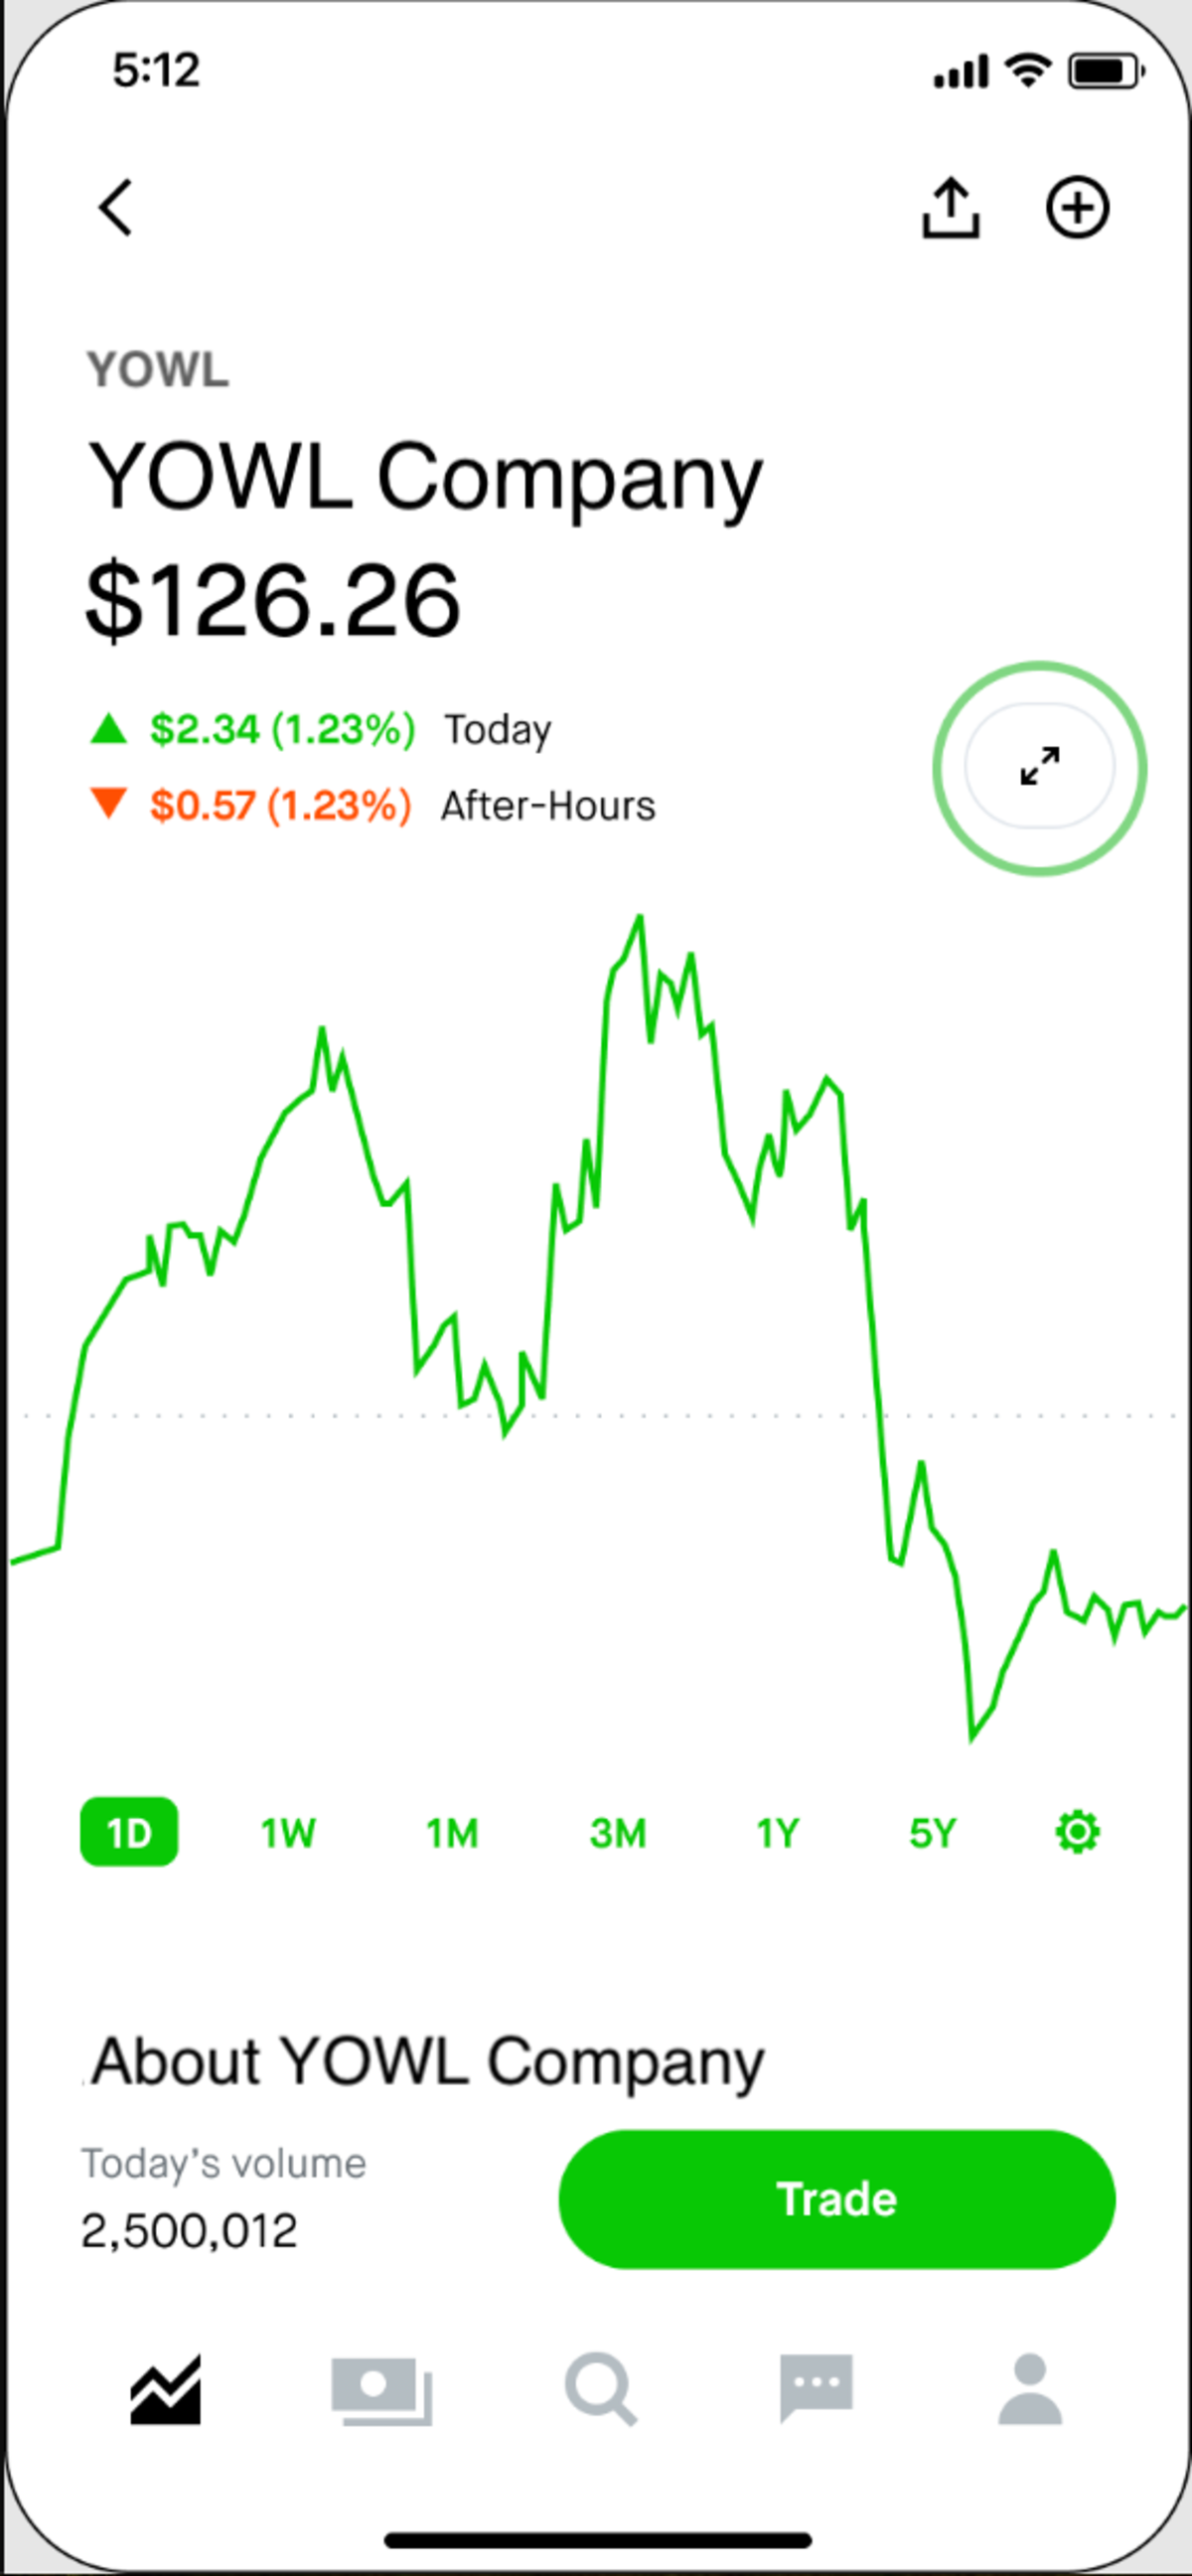 5:12
YOWL
YOWL Company
$126.26
▲ $2.34 (1.23%) Today
▼ $0.57 (1.23%) After-Hours
1D 1W 1M 3M 1Y 5Y
About YOWL Company
Today's volume
2,500,012
Trade